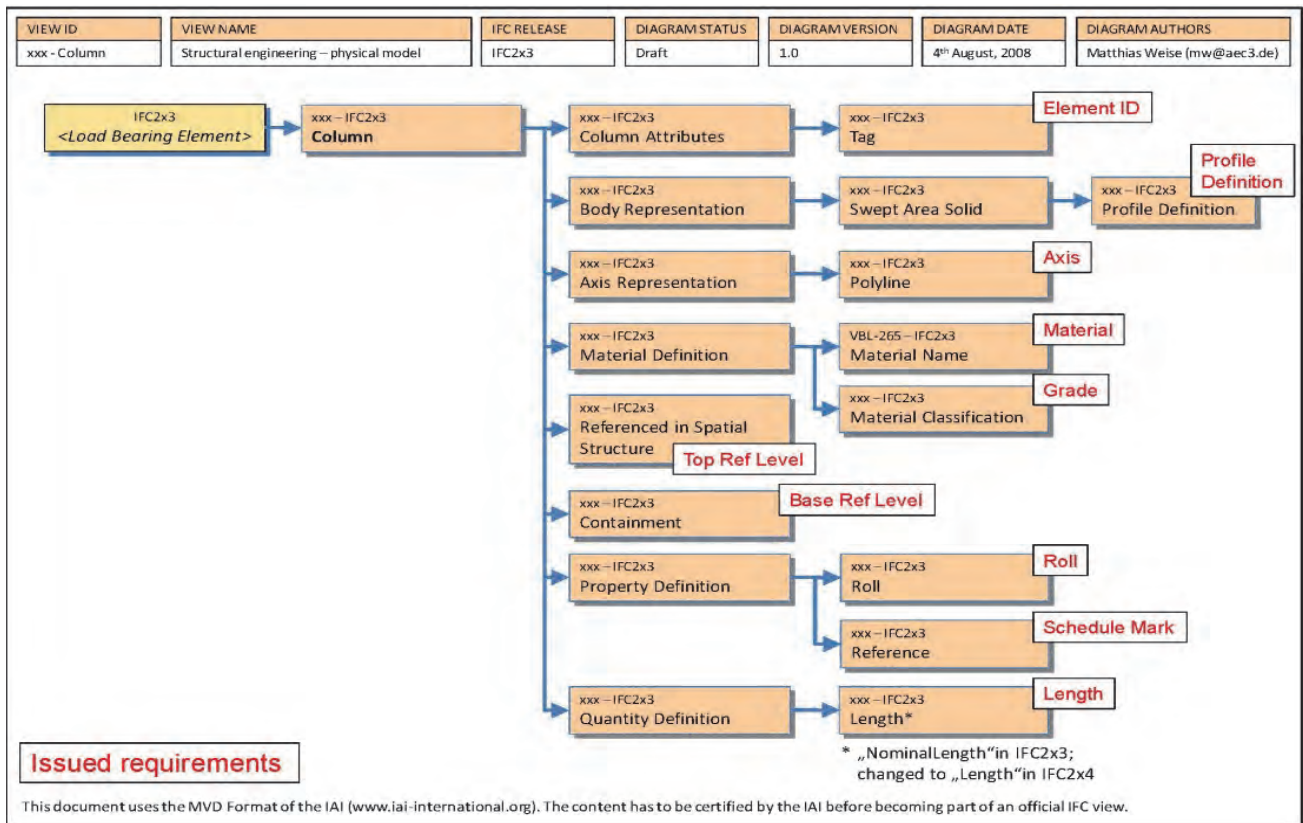 VIEW ID
VIEW NAME
IFC RELEASE
DIAGRAM STATUS
DIAGRAM VERSION
DIAGRAM DATE
DIAGRAM AUTHORS
xxx - Column
Structural engineering – physical model
IFC2x3
Draft
1.0
4th August, 2008
Matthias Weise (mw@aec3.de)
IFC2x3
<Load Bearing Element>
xxx – IFC2x3
Column
xxx – IFC2x3
Column Attributes
xxx – IFC2x3
Tag
Element ID
xxx – IFC2x3
Body Representation
xxx – IFC2x3
Swept Area Solid
xxx – IFC2x3
Profile Definition
Profile
Definition
xxx – IFC2x3
Axis Representation
xxx – IFC2x3
Polyline
Axis
xxx – IFC2x3
Material Definition
VBL-265 – IFC2x3
Material Name
Material
xxx – IFC2x3
Material Classification
Grade
xxx – IFC2x3
Referenced in Spatial
Structure
Top Ref Level
xxx – IFC2x3
Containment
Base Ref Level
xxx – IFC2x3
Property Definition
xxx – IFC2x3
Roll
Roll
xxx – IFC2x3
Reference
Schedule Mark
xxx – IFC2x3
Quantity Definition
xxx – IFC2x3
Length*
Length
* „NominalLength“in IFC2x3;
changed to „Length“in IFC2x4
Issued requirements
This document uses the MVD Format of the IAI (www.iai-international.org). The content has to be certified by the IAI before becoming part of an official IFC view.